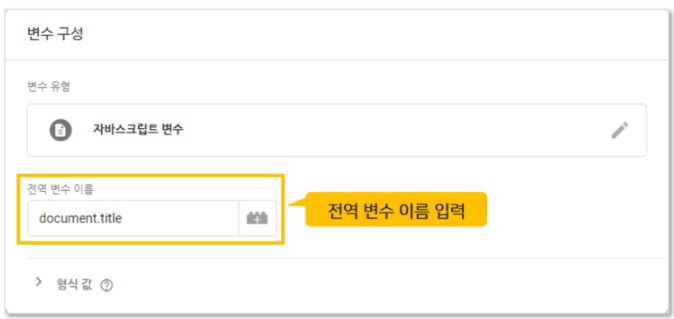 변수 구성
변수 유형
자바스크립트 변수
전역 변수 이름
document.title
전역 변수 이름 입력
형식 값